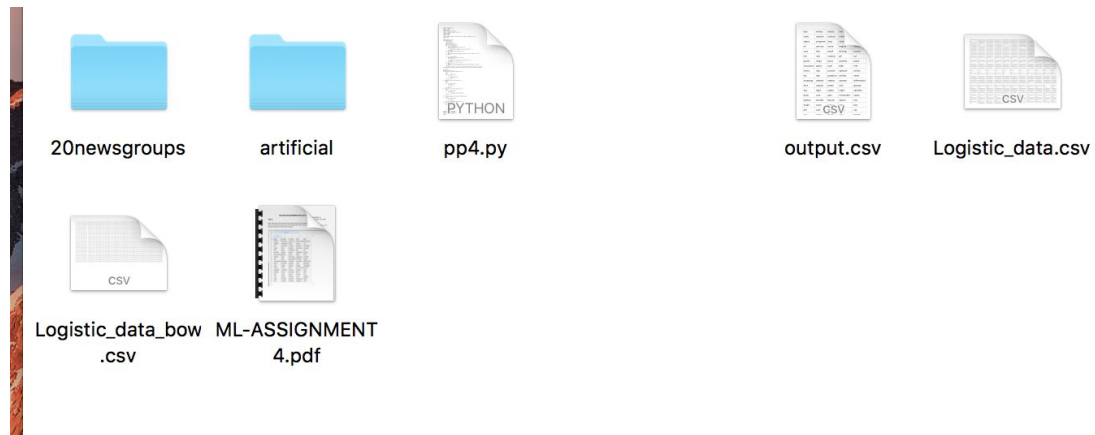 PYTHON
CSV
CSV
20newsgroups
artificial
pp4.py
output.csv
Logistic_data.csv
CSV
Logistic_data_bow
.csv
ML-ASSIGNMENT
4.pdf